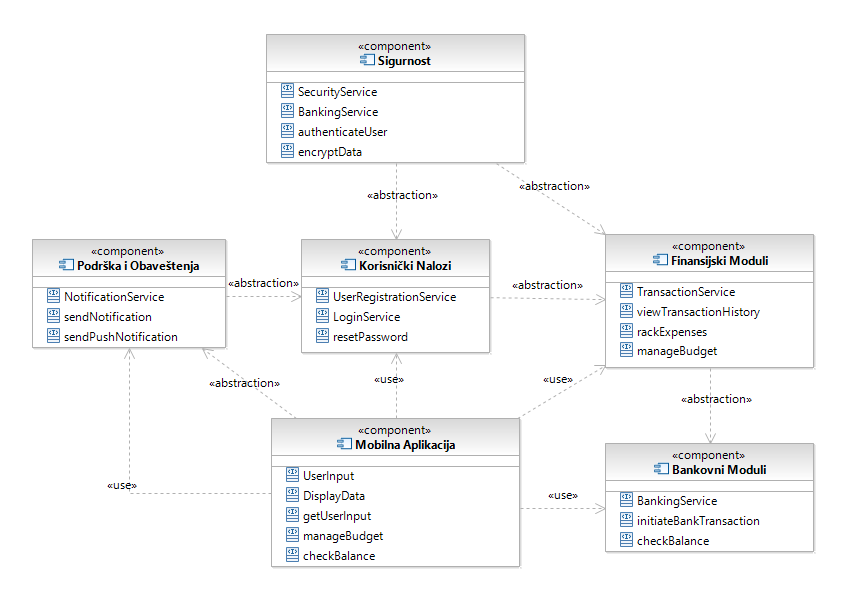 «component»
Sigurnost
SecurityService
BankingService
authenticateUser
encryptData
«abstraction»
«abstraction»
«component»
Podrška i Obaveštenja
NotificationService
sendNotification
sendPushNotification
«abstraction»
«component»
Korisnički Nalozi
UserRegistrationService
LoginService
resetPassword
«abstraction»
«component»
Finansijski Moduli
TransactionService
viewTransactionHistory
rackExpenses
manageBudget
«abstraction»
«use»
«use»
«abstraction»
«component»
Mobilna Aplikacija
UserInput
DisplayData
getUserInput
manageBudget
checkBalance
«use»
«use»
«component»
Bankovni Moduli
BankingService
initiateBankTransaction
checkBalance